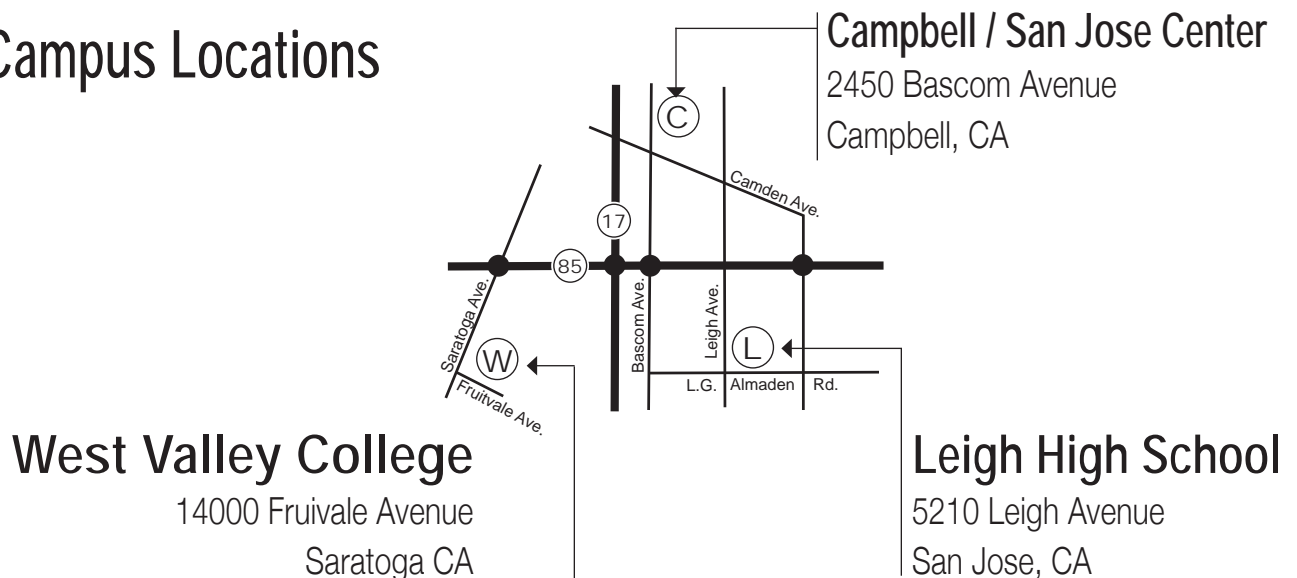 Campus Locations
Campbell / San Jose Center
2450 Bascom Avenue
Campbell, CA
C
Camden Ave.
17
85
Saratoga Ave.
Bascom Ave.
Leigh Ave.
W
L
L.G. Almaden Rd.
Fruitvale Ave.
West Valley College
14000 Fruivale Avenue
Saratoga CA
Leigh High School
5210 Leigh Avenue
San Jose, CA